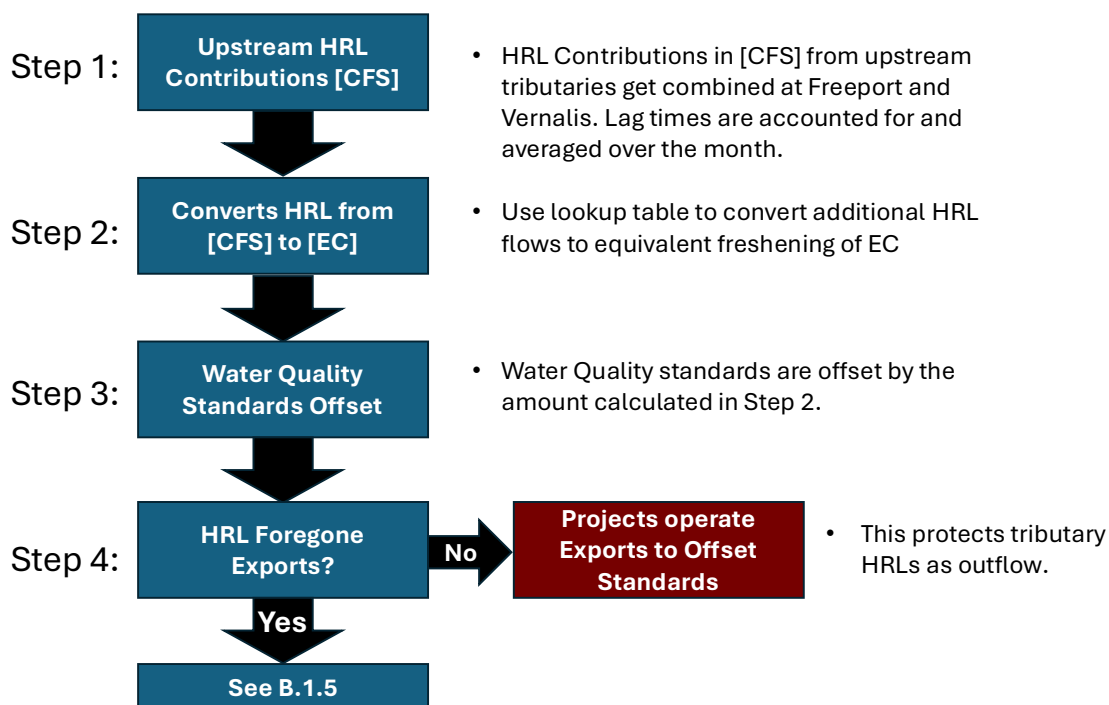 Step 1:
Upstream HRL
Contributions [CFS]
• HRL Contributions in [CFS] from upstream
tributaries get combined at Freeport and
Vernalis. Lag times are accounted for and
averaged over the month.
Step 2:
Converts HRL from
[CFS] to [EC]
• Use lookup table to convert additional HRL
flows to equivalent freshening of EC
Step 3:
Water Quality
Standards Offset
• Water Quality standards are offset by the
amount calculated in Step 2.
Step 4:
HRL Foregone
Exports?
No
Projects operate
Exports to Offset
Standards
• This protects tributary
HRLs as outflow.
Yes
See B.1.5